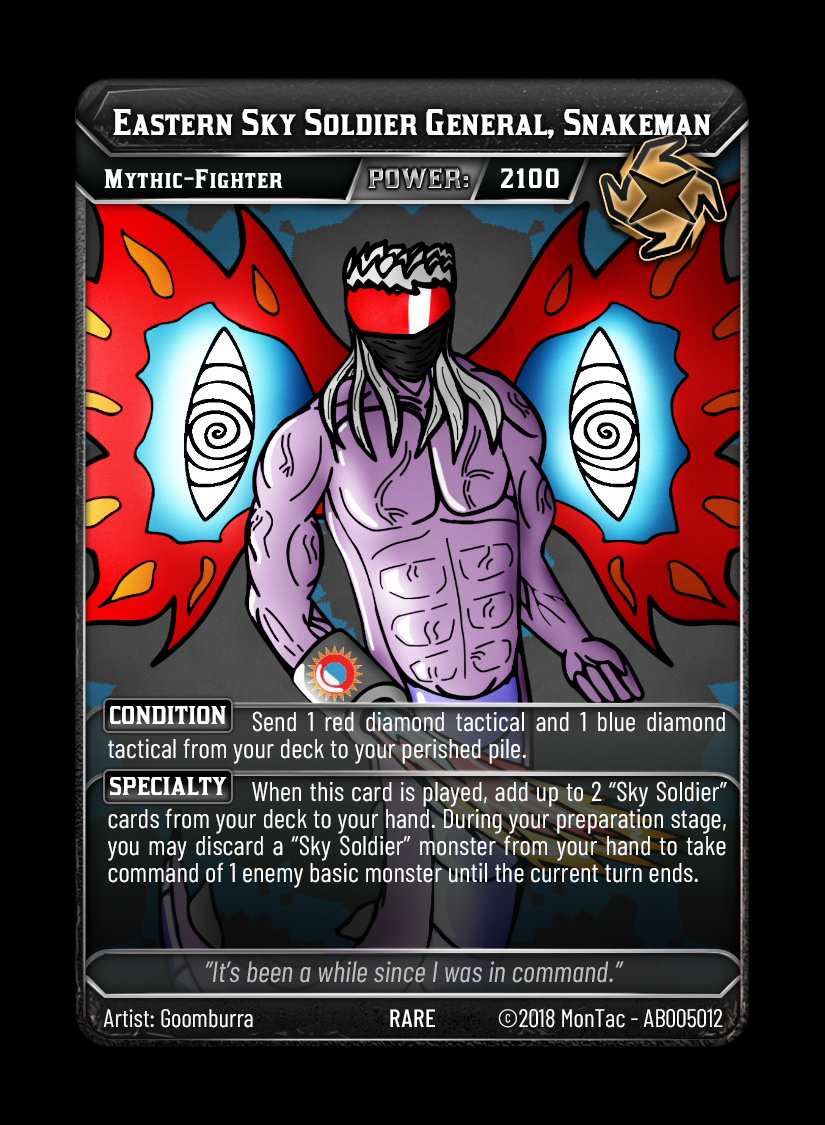 Eastern Sky Soldier General, Snakeman
Mythic-Fighter POWER: 2100
CONDITION Send 1 red diamond tactical and 1 blue diamond
tactical from your deck to your perished pile.
SPECIALTY When this card is played, add up to 2 “Sky Soldier”
cards from your deck to your hand. During your preparation stage,
you may discard a “Sky Soldier” monster from your hand to take
command of 1 enemy basic monster until the current turn ends.
“It’s been a while since I was in command.”
Artist: Goomburra RARE ©2018 MonTac - AB005012